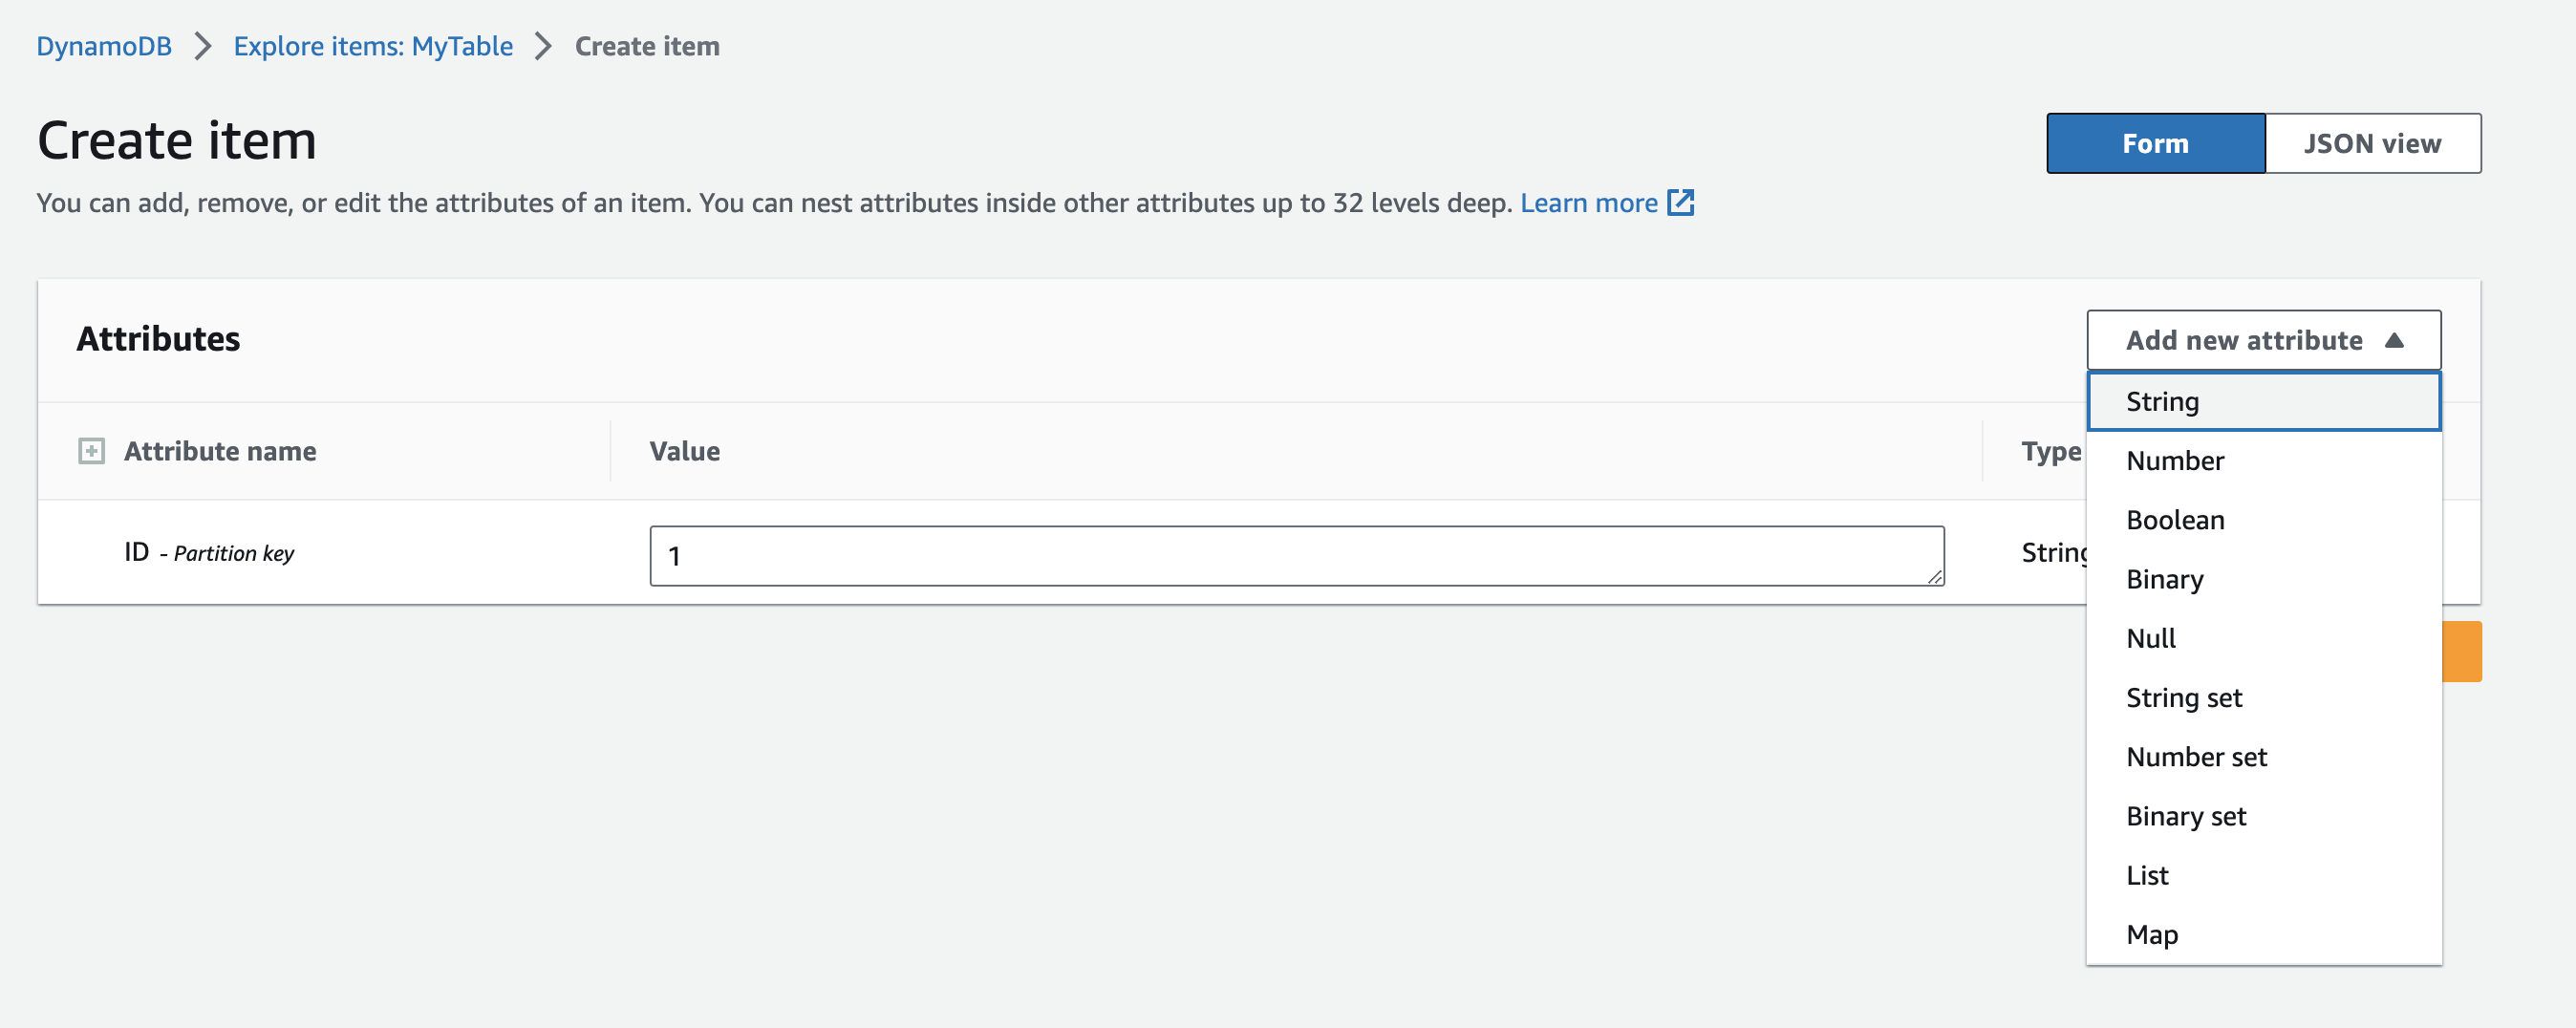 DynamoDB > Explore items: MyTable > Create item
Create item
Form
JSON view
You can add, remove, or edit the attributes of an item. You can nest attributes inside other attributes up to 32 levels deep. Learn more
Attributes
Add new attribute
Attribute name
Value
Type
ID - Partition key
1
String
String
Number
Boolean
Binary
Null
String set
Number set
Binary set
List
Map